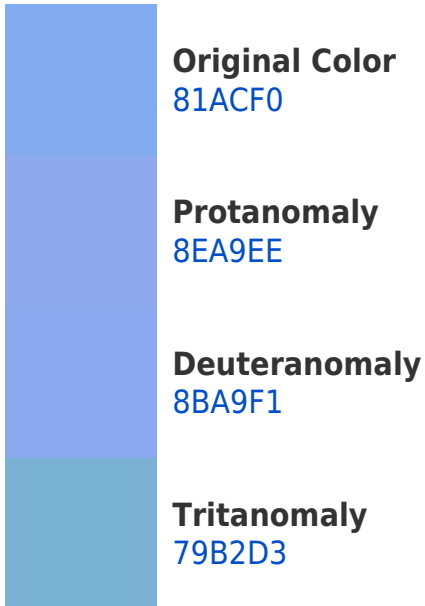 Original Color
81ACF0
Protanomaly
8EA9EE
Deuteranomaly
8BA9F1
Tritanomaly
79B2D3